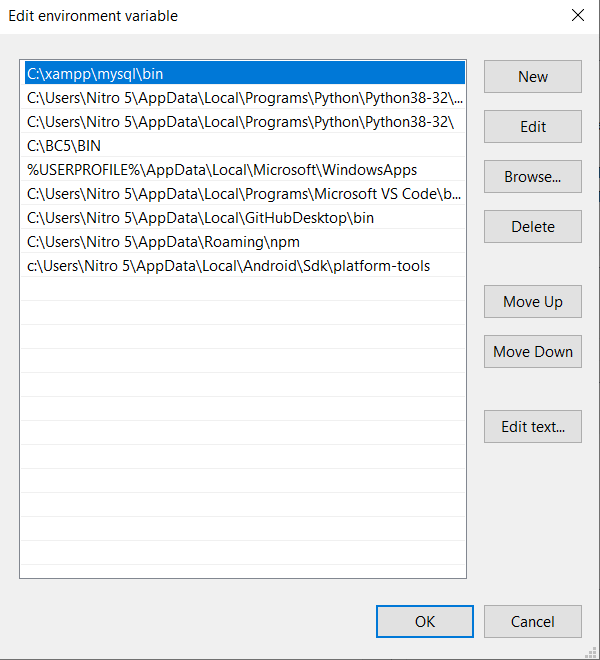 Edit environment variable
C:\xampp\mysql\bin
C:\Users\Nitro 5\AppData\Local\Programs\Python\Python38-32\...
C:\Users\Nitro 5\AppData\Local\Programs\Python\Python38-32\
C:\BC5\BIN
%USERPROFILE%\AppData\Local\Microsoft\WindowsApps
C:\Users\Nitro 5\AppData\Local\Programs\Microsoft VS Code\b...
C:\Users\Nitro 5\AppData\Local\GitHubDesktop\bin
C:\Users\Nitro 5\AppData\Roaming\npm
c:\Users\Nitro 5\AppData\Local\Android\Sdk\platform-tools
New
Edit
Browse...
Delete
Move Up
Move Down
Edit text...
OK
Cancel